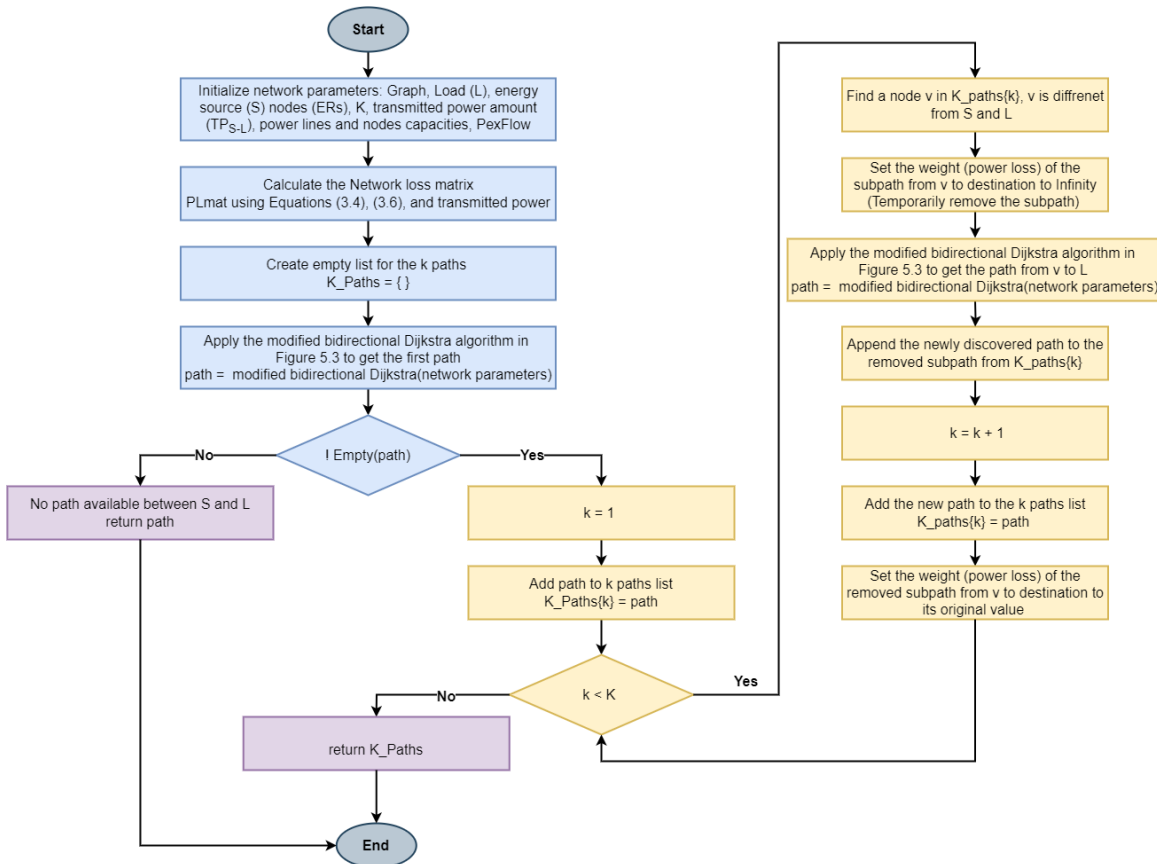 Start
Initialize network parameters: Graph, Load (L), energy
source (S) nodes (ERs), K, transmitted power amount
(TPS-L), power lines and nodes capacities, PexFlow
Calculate the Network loss matrix
PLmat using Equations (3.4), (3.6), and transmitted power
Create empty list for the k paths
K_Paths = { }
Apply the modified bidirectional Dijkstra algorithm in
Figure 5.3 to get the first path
path =  modified bidirectional Dijkstra(network parameters)
! Empty(path)
No
Yes
No path available between S and L
return path
k = 1
Add path to k paths list
K_Paths{k} = path
k < K
No
Yes
return K_Paths
End
Find a node v in K_paths{k}, v is diffrenet
from S and L
Set the weight (power loss) of the
subpath from v to destination to Infinity
(Temporarily remove the subpath)
Apply the modified bidirectional Dijkstra algorithm in
Figure 5.3 to get the path from v to L
path =  modified bidirectional Dijkstra(network parameters)
Append the newly discovered path to the
removed subpath from K_paths{k}
k = k + 1
Add the new path to the k paths list
K_paths{k} = path
Set the weight (power loss) of the
removed subpath from v to destination to
its original value